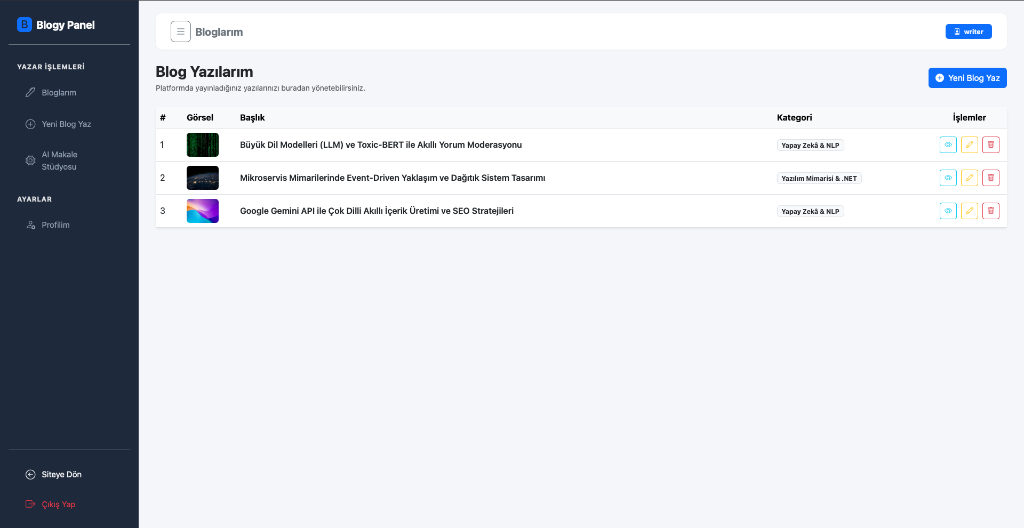 B Blogy Panel
YAZAR İŞLEMLERİ
Bloglarım
Yeni Blog Yaz
AI Makale
Stüdyosu
AYARLAR
Profilim
Siteye Dön
Çıkış Yap
Bloglarım
writer
Blog Yazılarım
Platformda yayınladığınız yazılarınızı buradan yönetebilirsiniz.
Yeni Blog Yaz
# Görsel Başlık Kategori İşlemler
1 Büyük Dil Modelleri (LLM) ve Toxic-BERT ile Akıllı Yorum Moderasyonu Yapay Zekâ & NLP
2 Mikroservis Mimarilerinde Event-Driven Yaklaşım ve Dağıtık Sistem Tasarımı Yazılım Mimarisi & .NET
3 Google Gemini API ile Çok Dilli Akıllı İçerik Üretimi ve SEO Stratejileri Yapay Zekâ & NLP